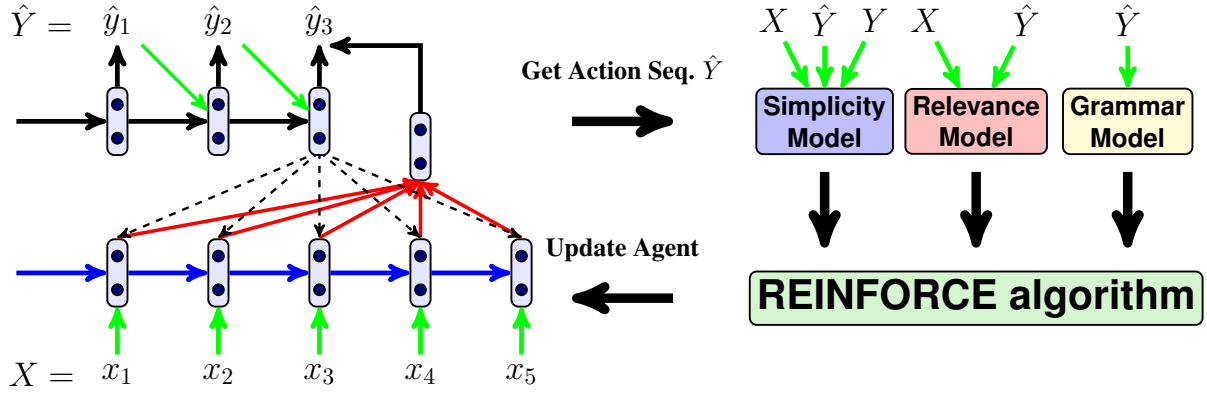 Ŷ = ŷ₁ ŷ₂ ŷ₃
Get Action Seq. Ŷ
X Ŷ Y
X Ŷ
Ŷ
Simplicity
Model
Relevance
Model
Grammar
Model
Update Agent
REINFORCE algorithm
X = x₁ x₂ x₃ x₄ x₅